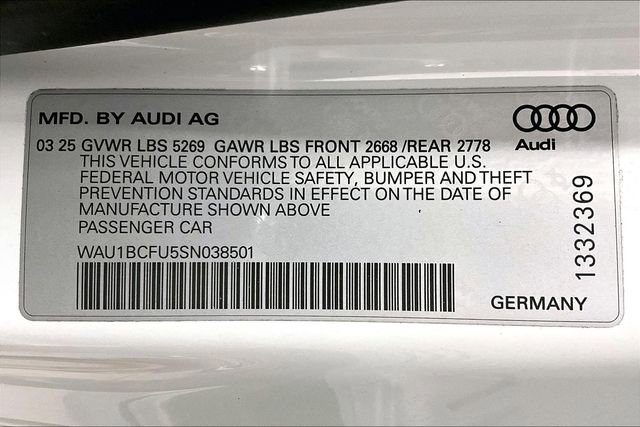 MFD. BY AUDI AG
Audi
03 25 GVWR LBS 5269 GAWR LBS FRONT 2668 /REAR 2778
THIS VEHICLE CONFORMS TO ALL APPLICABLE U.S.
FEDERAL MOTOR VEHICLE SAFETY, BUMPER AND THEFT
PREVENTION STANDARDS IN EFFECT ON THE DATE OF
MANUFACTURE SHOWN ABOVE
PASSENGER CAR
WAU1BCFU5SN038501
1332369
GERMANY